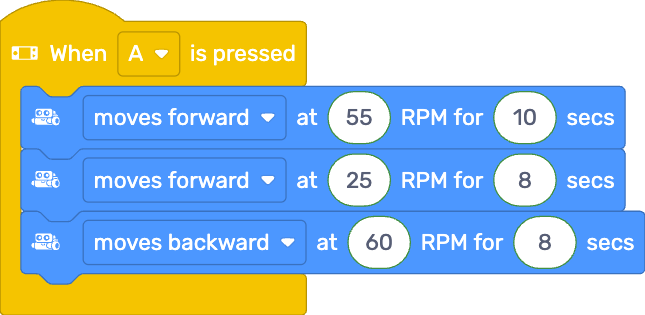 When A is pressed
moves forward at 55 RPM for 10 secs
moves forward at 25 RPM for 8 secs
moves backward at 60 RPM for 8 secs